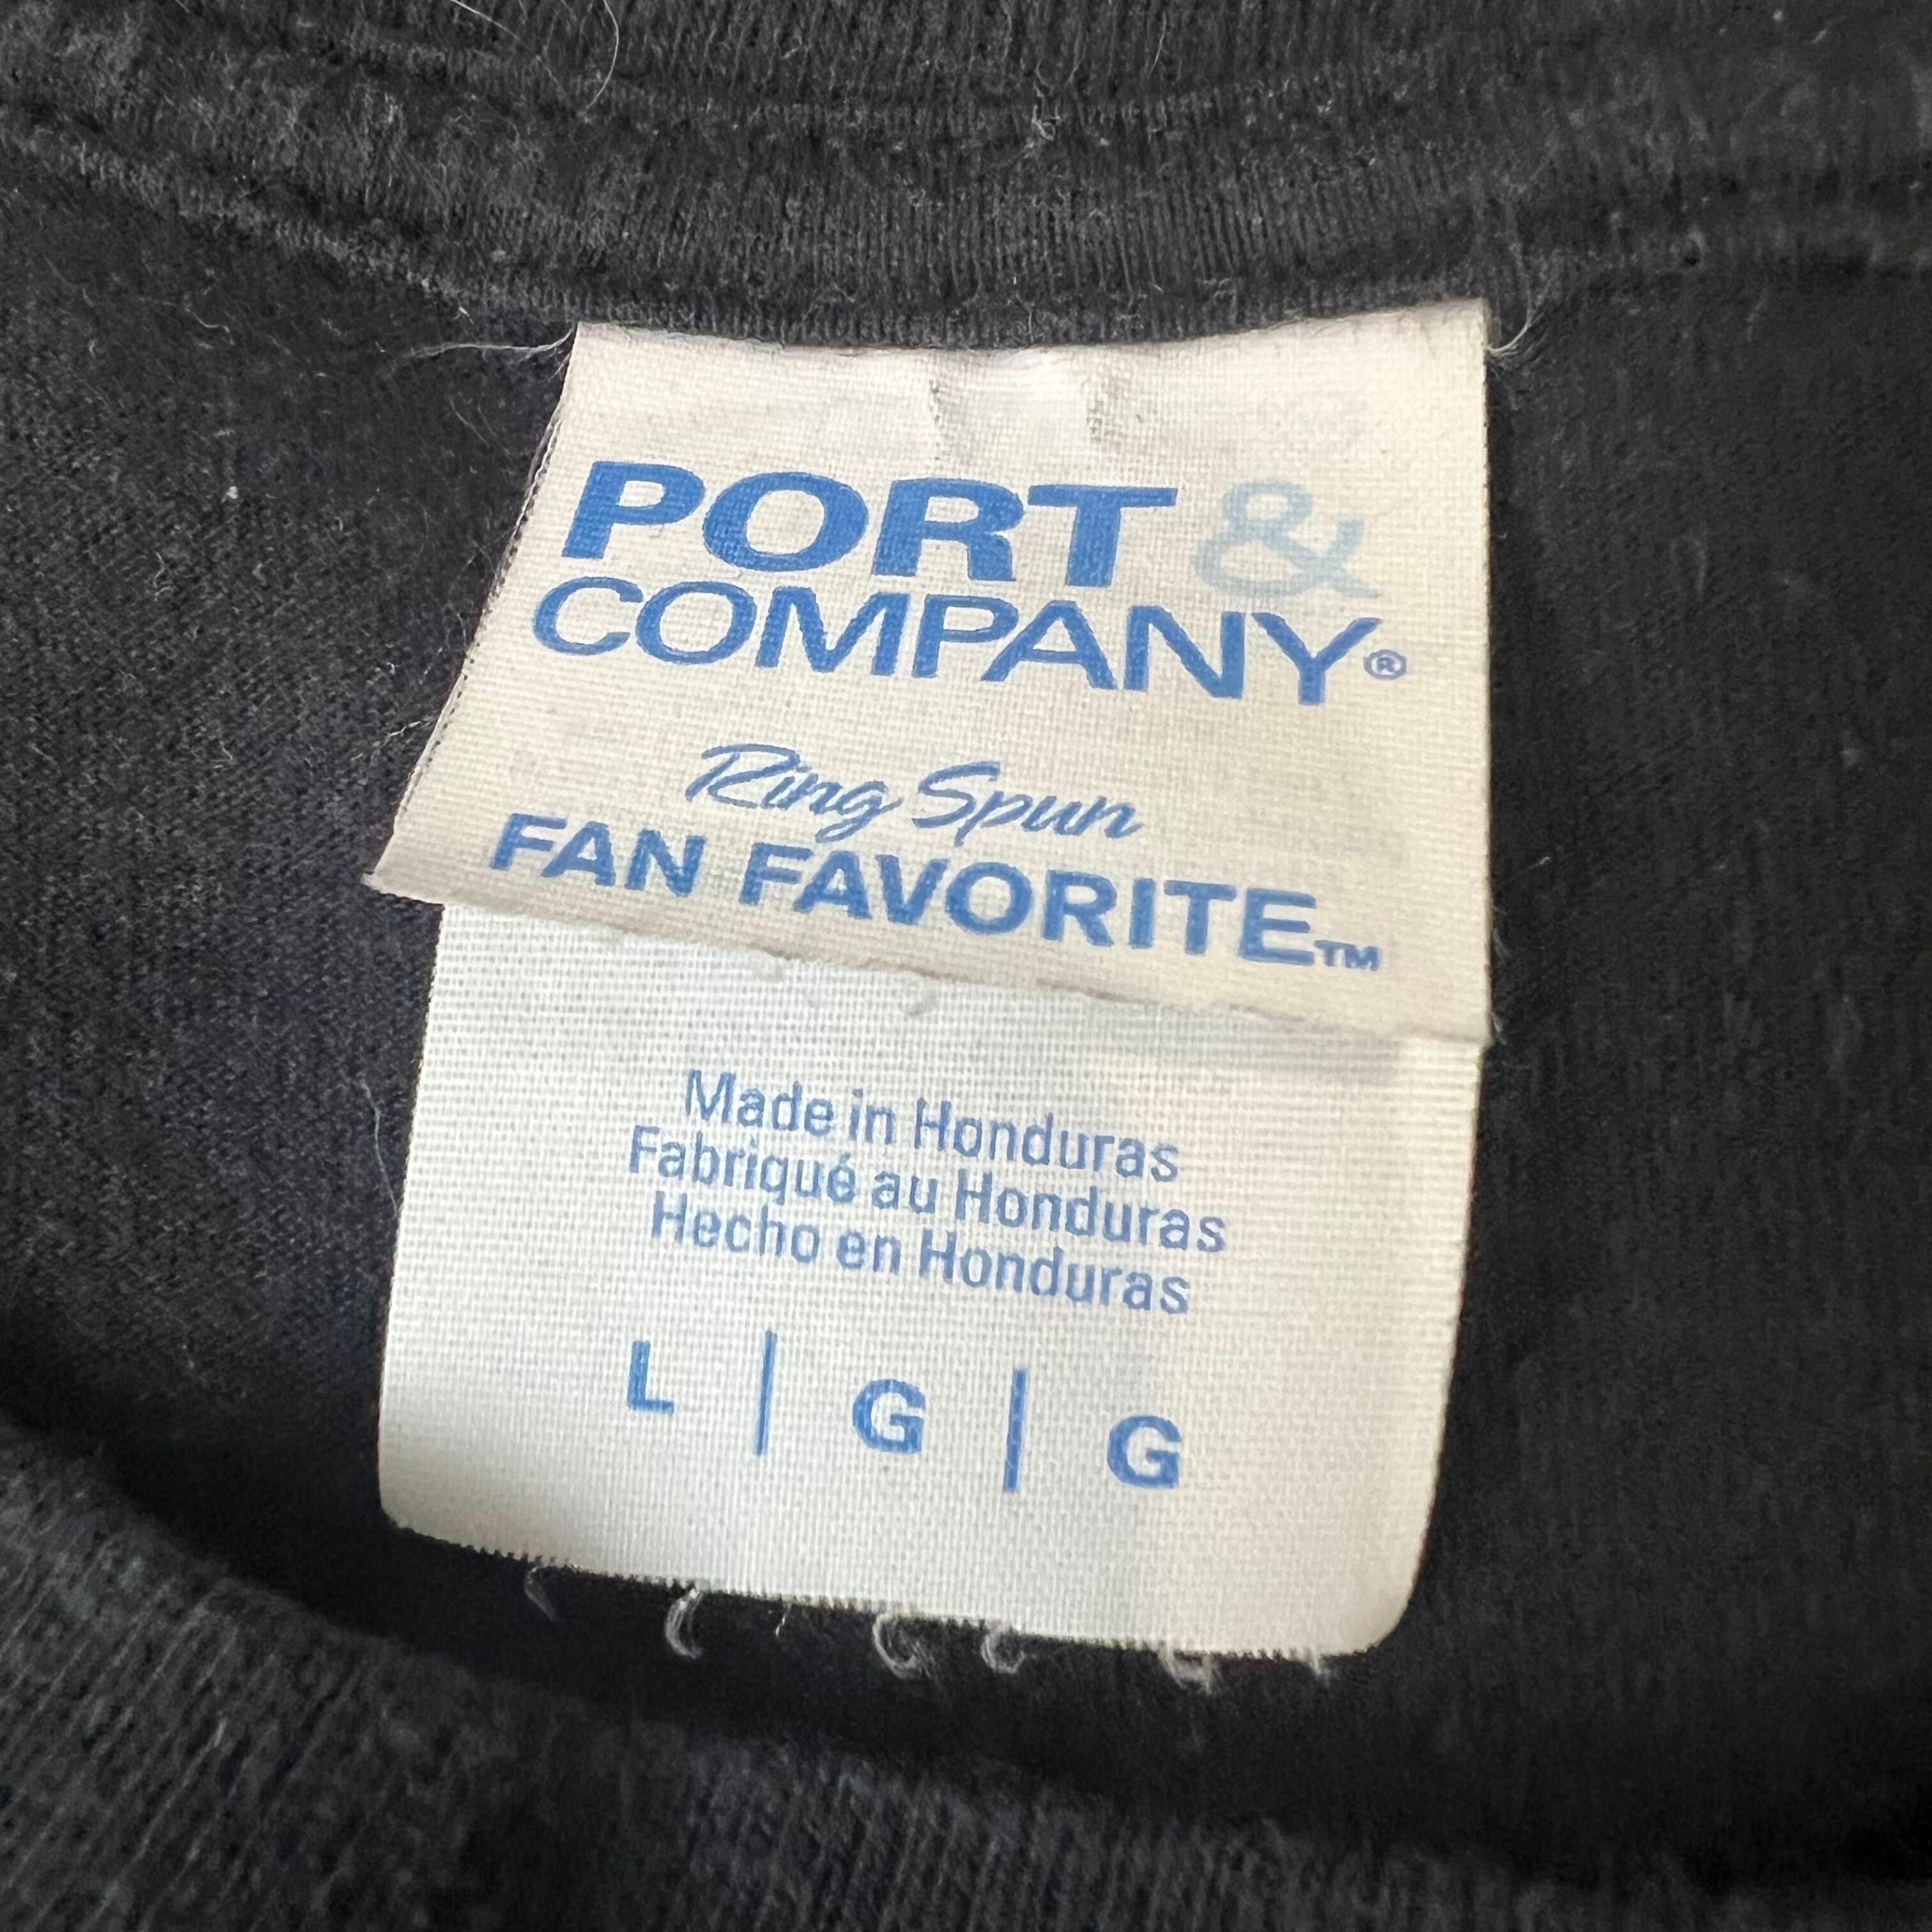 PORT &
COMPANY®
Ring Spun
FAN FAVORITE™
Made in Honduras
Fabriqué au Honduras
Hecho en Honduras
L | G | G